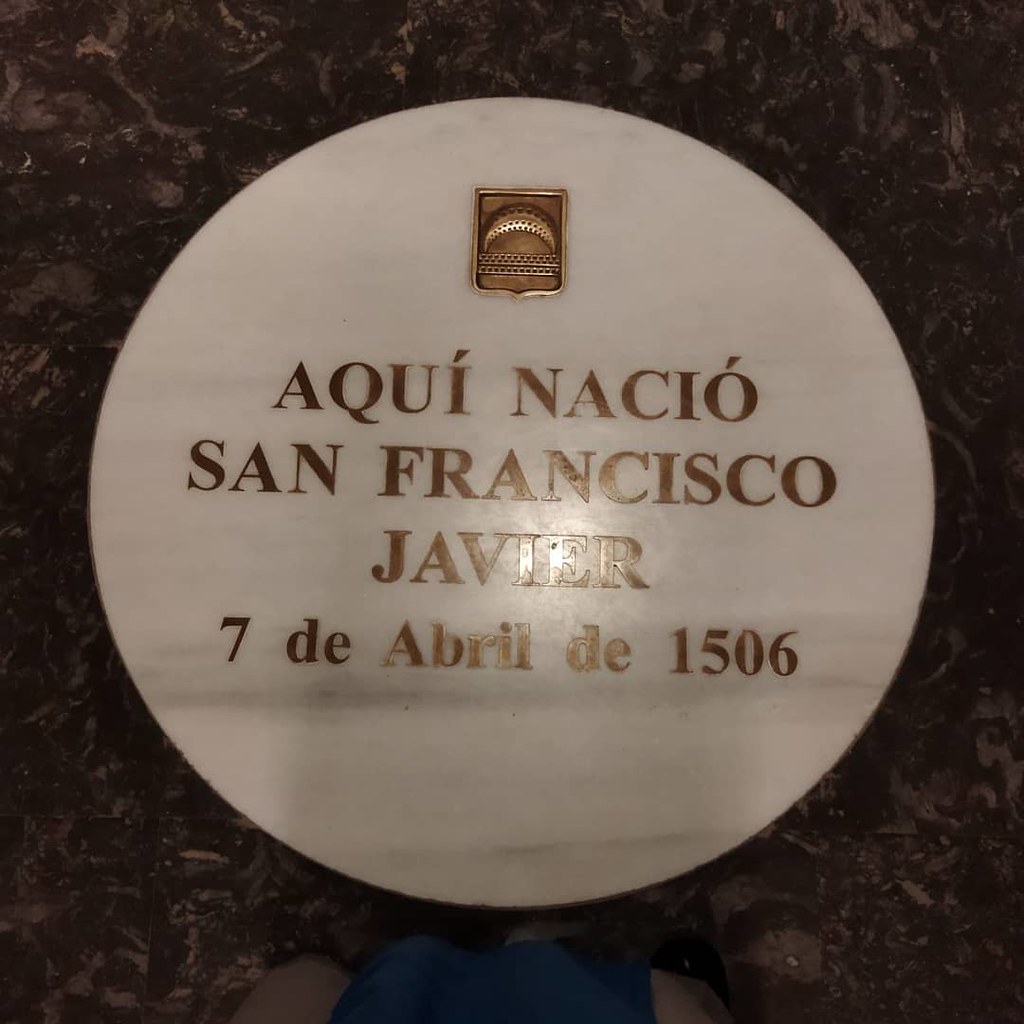 AQUÍ NACIÓ
SAN FRANCISCO
JAVIER
7 de Abril de 1506